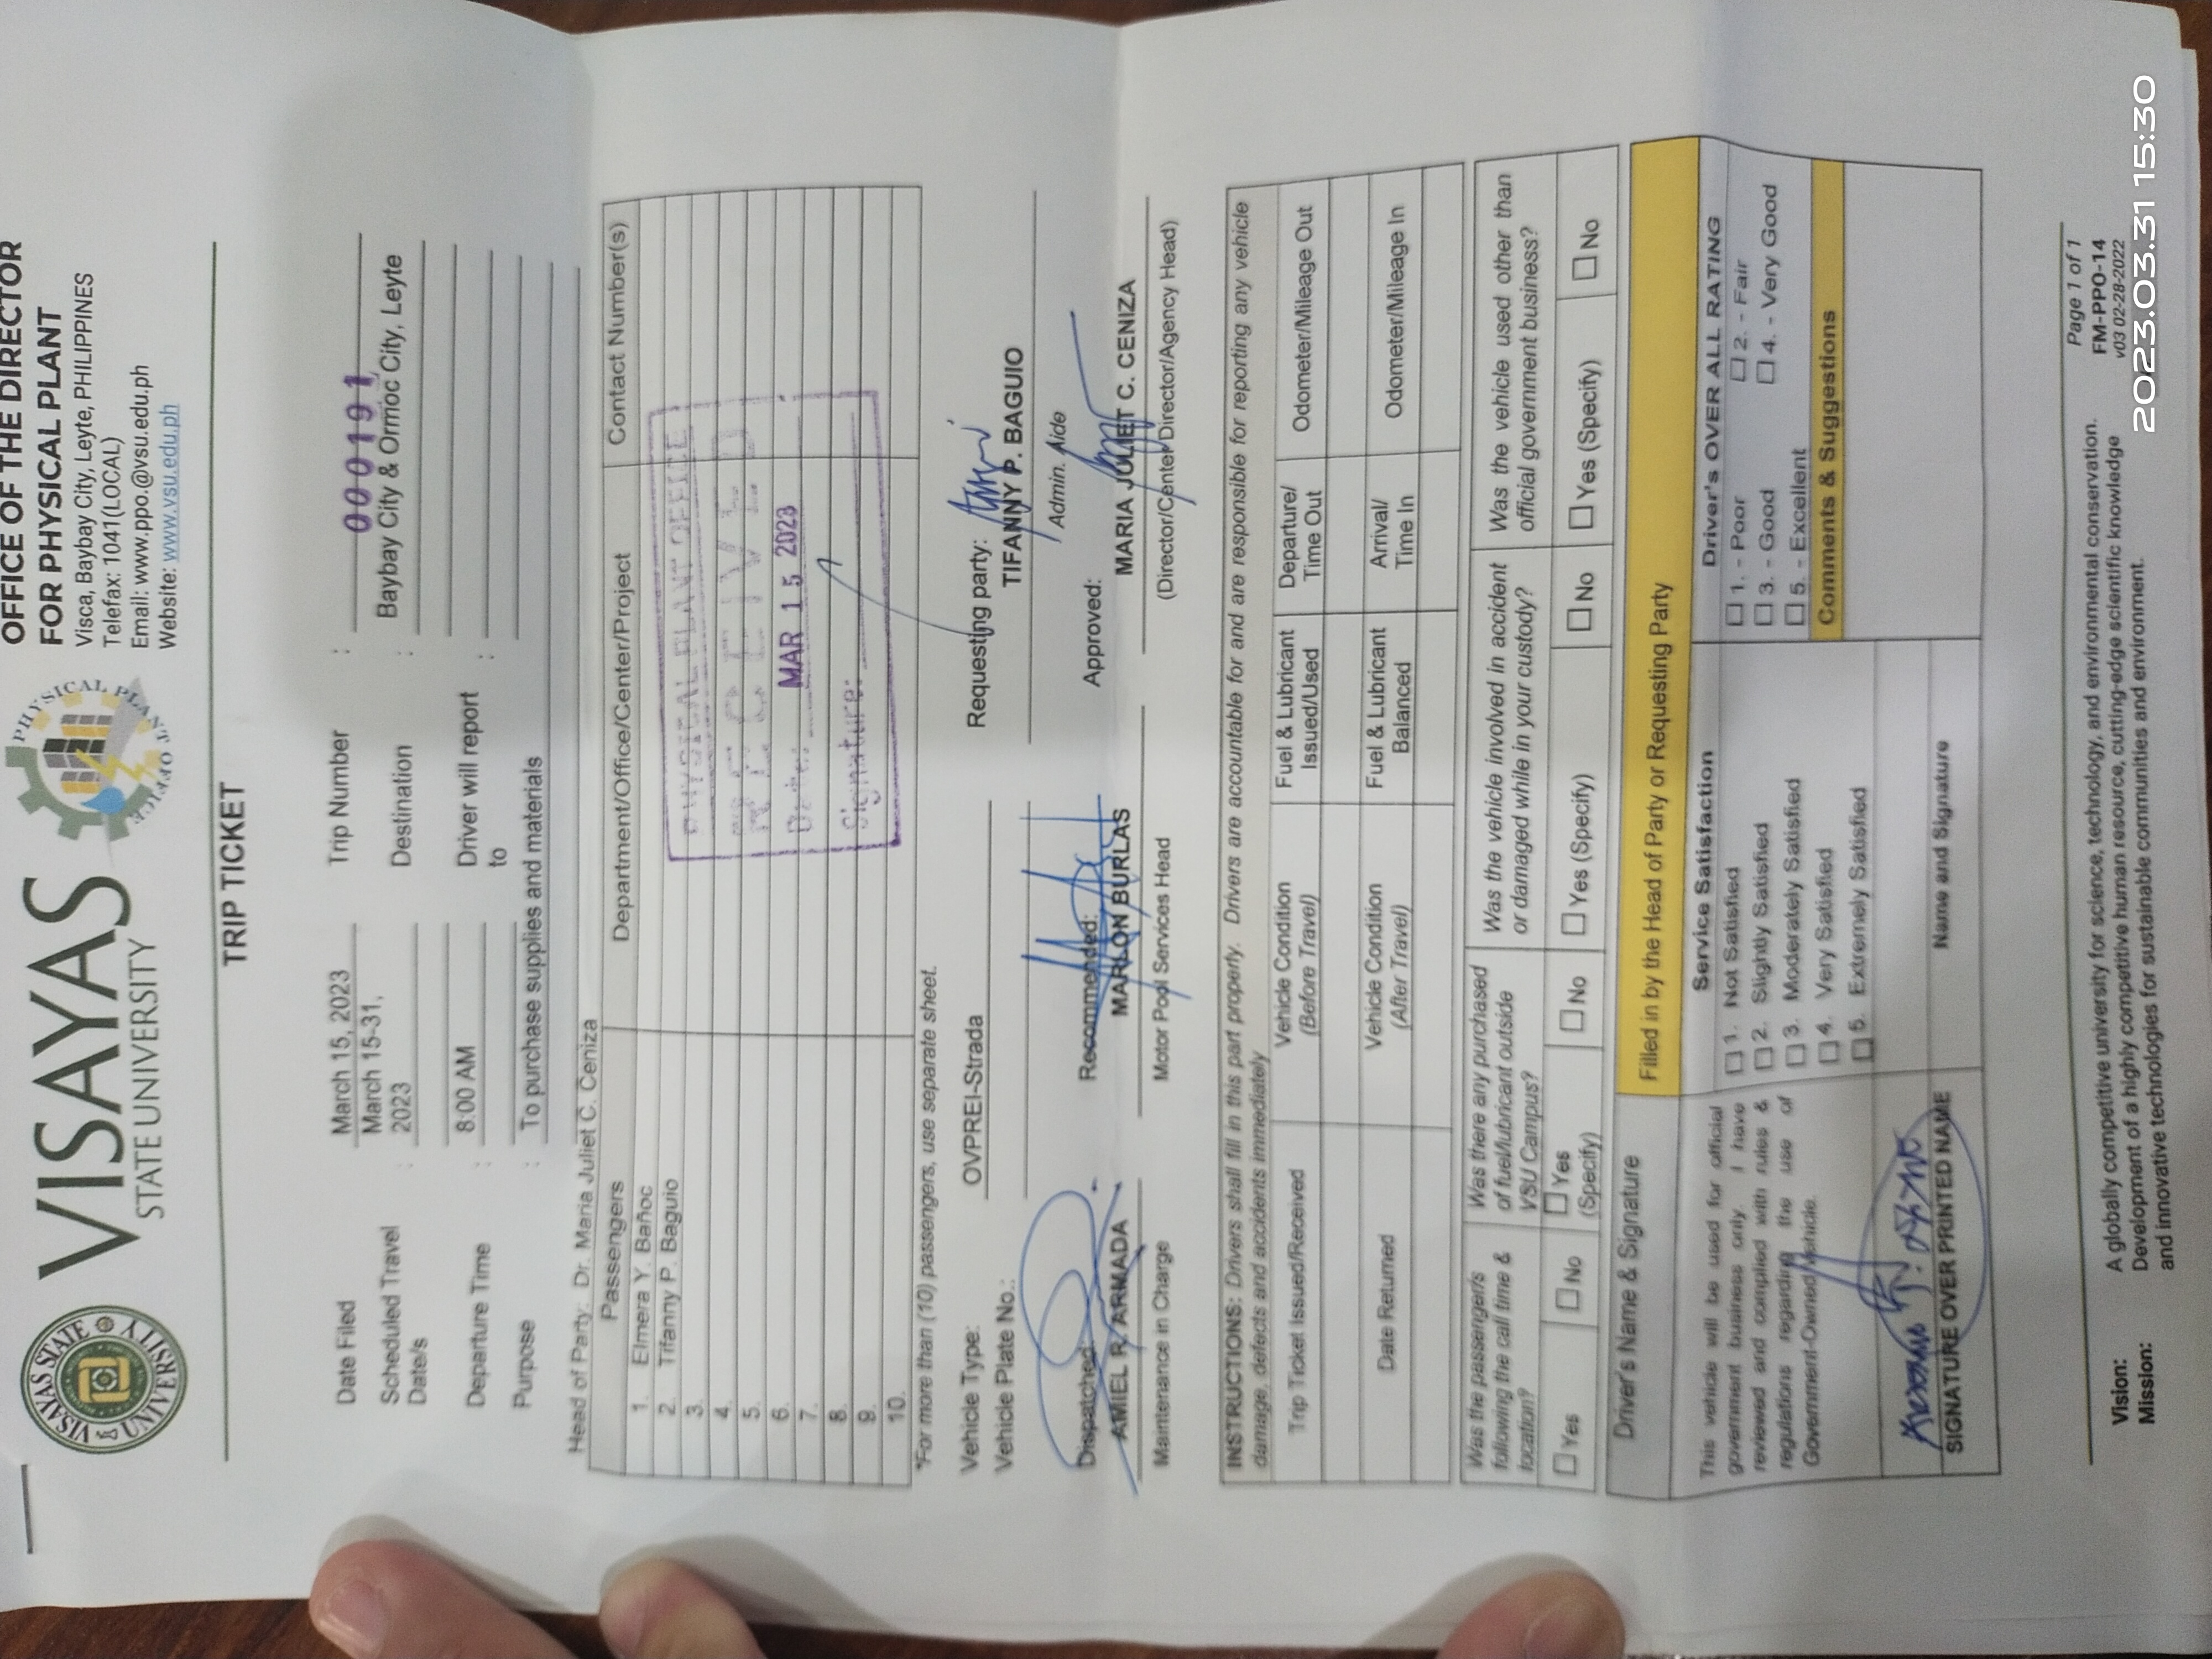 VISAYAS STATE UNIVERSITY
VISAYAS
STATE UNIVERSITY
PHYSICAL PLANT OFFICE
OFFICE OF THE DIRECTOR
FOR PHYSICAL PLANT
Visca, Baybay City, Leyte, PHILIPPINES
Telefax: 1041(LOCAL)
Email: www.ppo.@vsu.edu.ph
Website: www.vsu.edu.ph
TRIP TICKET
Date Filed March 15, 2023 Trip Number : 000191
Scheduled Travel Date/s : March 15-31, 2023 Destination : Baybay City & Ormoc City, Leyte
Departure Time : 8:00 AM Driver will report to :
Purpose : To purchase supplies and materials
Head of Party: Dr. Maria Juliet C. Ceniza
Passengers Department/Office/Center/Project Contact Number(s)
1. Elmera Y. Bañoc
2. Tifanny P. Baguio
3.
4.
5.
6.
7.
8.
9.
10.
PHYSICAL PLANT OFFICE
RECEIVED
Date: MAR 15 2023
Signature:
*For more than (10) passengers, use separate sheet.
Vehicle Type: OVPREI-Strada
Vehicle Plate No.:
Requesting party:
TIFANNY P. BAGUIO
Admin. Aide
Dispatched: Recommended: Approved:
AMIEL R. ARMADA MARLON BURLAS MARIA JULIET C. CENIZA
Maintenance in Charge Motor Pool Services Head (Director/Center Director/Agency Head)
INSTRUCTIONS: Drivers shall fill in this part properly. Drivers are accountable for and are responsible for reporting any vehicle
damage, defects and accidents immediately
Trip Ticket Issued/Received Vehicle Condition (Before Travel) Fuel & Lubricant Issued/Used Departure/ Time Out Odometer/Mileage Out
Date Returned Vehicle Condition (After Travel) Fuel & Lubricant Balanced Arrival/ Time In Odometer/Mileage In
Was the passenger/s following the call time & location?
Was there any purchased of fuel/lubricant outside VSU Campus?
Was the vehicle involved in accident or damaged while in your custody?
Was the vehicle used other than official government business?
Yes No Yes (Specify) No Yes (Specify) No Yes (Specify) No
Driver's Name & Signature Filled in by the Head of Party or Requesting Party
This vehicle will be used for official
government business only. I have
reviewed and complied with rules &
regulations regarding the use of
Government-Owned Vehicle.
SIGNATURE OVER PRINTED NAME
Service Satisfaction
1. Not Satisfied
2. Slightly Satisfied
3. Moderately Satisfied
4. Very Satisfied
5. Extremely Satisfied
Name and Signature
Driver's OVER ALL RATING
1. - Poor 2. - Fair
3. - Good 4. - Very Good
5. - Excellent
Comments & Suggestions
Vision: A globally competitive university for science, technology, and environmental conservation.
Mission: Development of a highly competitive human resource, cutting-edge scientific knowledge
and innovative technologies for sustainable communities and environment.
Page 1 of 1
FM-PPO-14
v03 02-28-2022
2023.03.31 15:30